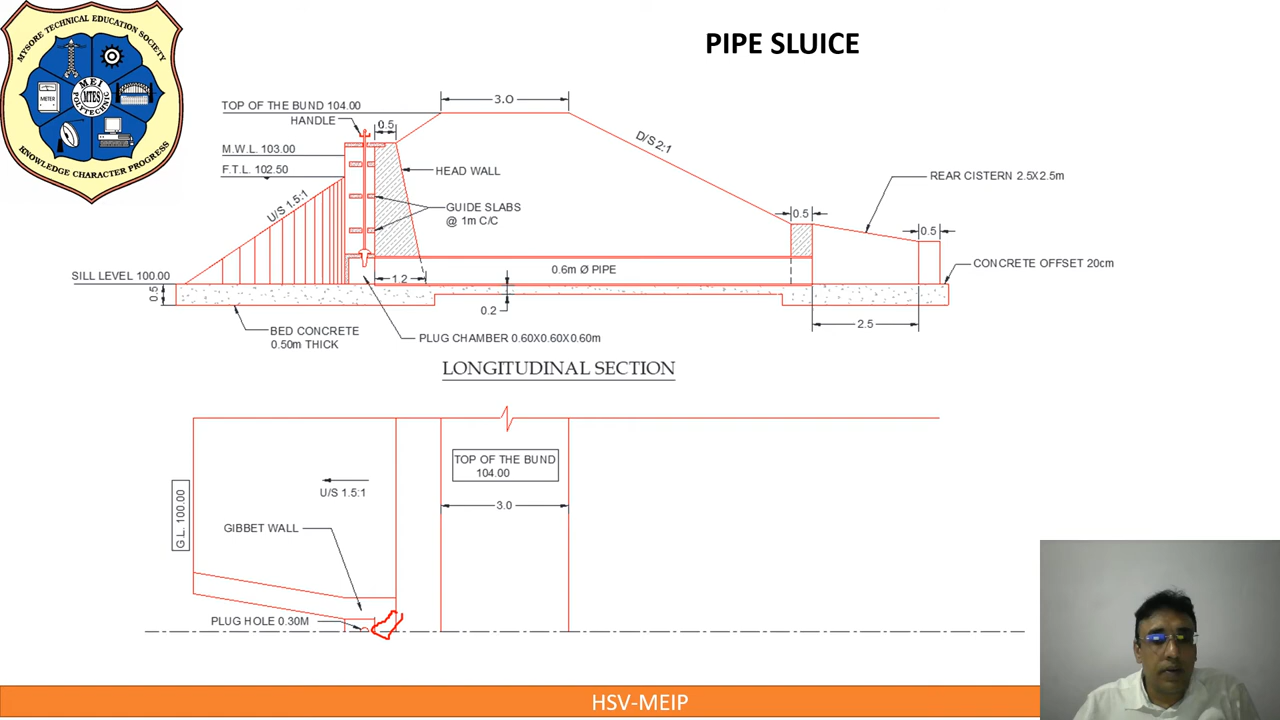 MYSORE TECHNICAL EDUCATION SOCIETY
MEI
POLYTECHNIC
MTES
METER
KNOWLEDGE CHARACTER PROGRESS
PIPE SLUICE
TOP OF THE BUND 104.00
3.0
HANDLE
0.5
D/S 2:1
M.W.L. 103.00
F.T.L. 102.50
HEAD WALL
REAR CISTERN 2.5X2.5m
U/S 1.5:1
GUIDE SLABS
@ 1m C/C
0.5
0.5
SILL LEVEL 100.00
0.6m Ø PIPE
CONCRETE OFFSET 20cm
1.2
0.5
0.2
2.5
BED CONCRETE
0.50m THICK
PLUG CHAMBER 0.60X0.60X0.60m
LONGITUDINAL SECTION
TOP OF THE BUND
104.00
U/S 1.5:1
3.0
G.L. 100.00
GIBBET WALL
PLUG HOLE 0.30M
HSV-MEIP